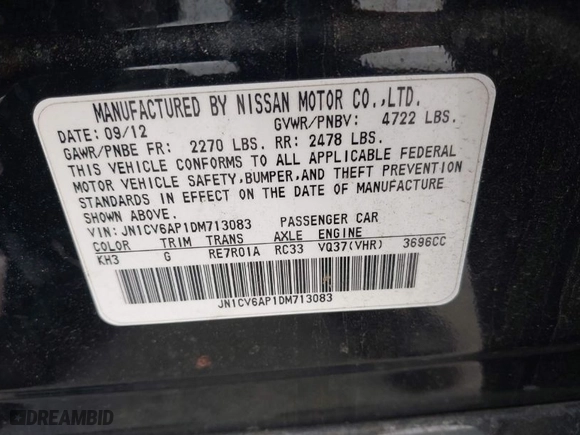 MANUFACTURED BY NISSAN MOTOR CO.,LTD.
DATE: 09/12 GVWR/PNBV: 4722 LBS.
GAWR/PNBE FR: 2270 LBS. RR: 2478 LBS.
THIS VEHICLE CONFORMS TO ALL APPLICABLE FEDERAL
MOTOR VEHICLE SAFETY,BUMPER,AND THEFT PREVENTION
STANDARDS IN EFFECT ON THE DATE OF MANUFACTURE
SHOWN ABOVE.
VIN: JN1CV6AP1DM713083 PASSENGER CAR
COLOR TRIM TRANS AXLE ENGINE
KH3 G RE7R01A RC33 VQ37(VHR) 3696CC
JN1CV6AP1DM713083
DREAMBID